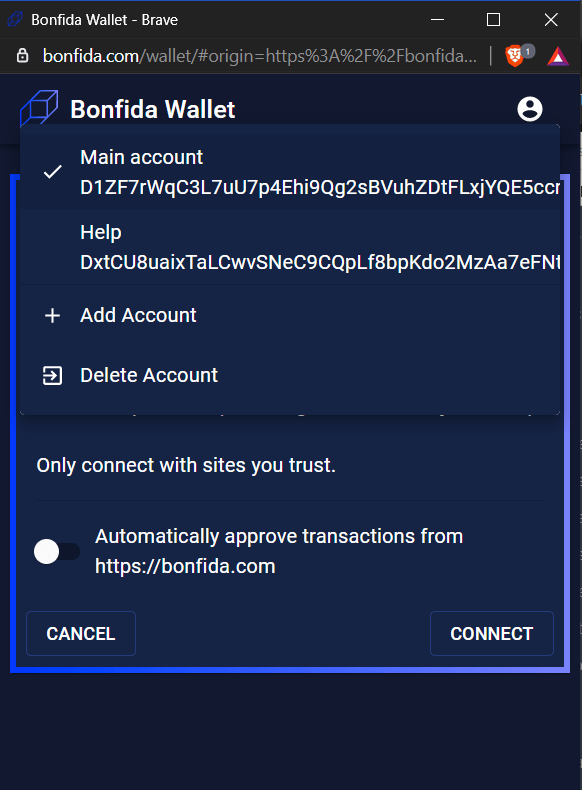 Bonfida Wallet - Brave
bonfida.com/wallet/#origin=https%3A%2F%2Fbonfida...
1
Bonfida Wallet
Main account
D1ZF7rWqC3L7uU7p4Ehi9Qg2sBVuhZDtFLxjYQE5ccr
Help
DxtCU8uaixTaLCwvSNeC9CQpLf8bpKdo2MzAa7eFNt
Add Account
Delete Account
Only connect with sites you trust.
Automatically approve transactions from
https://bonfida.com
CANCEL
CONNECT